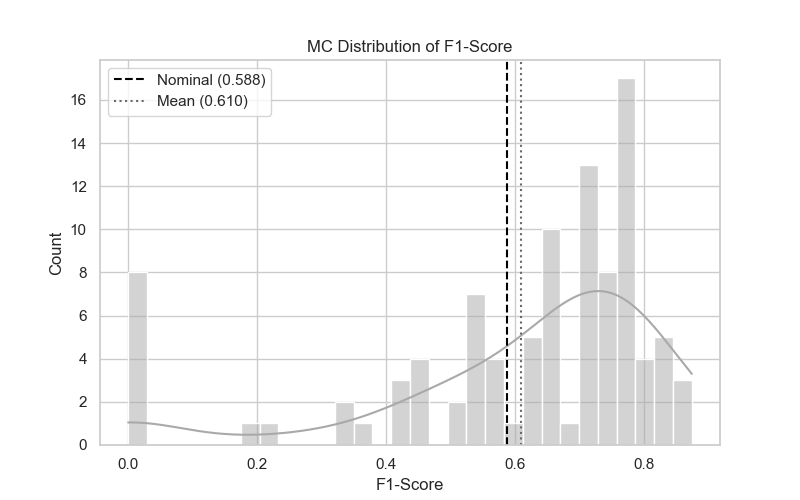 MC Distribution of F1-Score
Nominal (0.588)
Mean (0.610)
16
14
12
10
8
6
4
2
0
Count
0.0 0.2 0.4 0.6 0.8
F1-Score